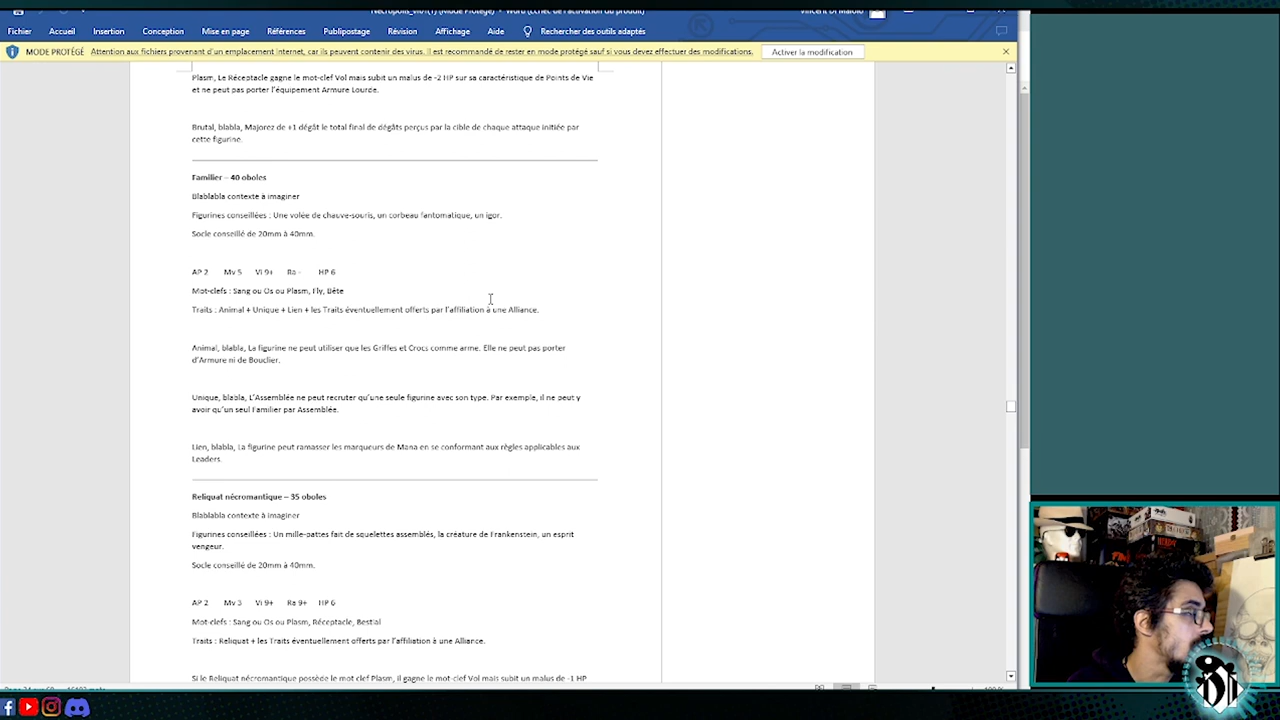 Necropolis_v101(1) (Mode Protégé) - Word (Échec de l'activation du produit)
Vincent Di Maiolo
Fichier Accueil Insertion Conception Mise en page Références Publipostage Révision Affichage Aide Rechercher des outils adaptés
MODE PROTÉGÉ Attention aux fichiers provenant d'un emplacement Internet, car ils peuvent contenir des virus. Il est recommandé de rester en mode protégé sauf si vous devez effectuer des modifications. Activer la modification
Plasm, Le Réceptacle gagne le mot-clef Vol mais subit un malus de -2 HP sur sa caractéristique de Points de Vie
et ne peut pas porter l'équipement Armure Lourde.
Brutal, blabla, Majorez de +1 dégât le total final de dégâts perçus par la cible de chaque attaque initiée par
cette figurine.
Familier – 40 oboles
Blablabla contexte à imaginer
Figurines conseillées : Une volée de chauve-souris, un corbeau fantomatique, un igor.
Socle conseillé de 20mm à 40mm.
AP 2 Mv 5 Vi 9+ Ra - HP 6
Mot-clefs : Sang ou Os ou Plasm, Fly, Bête
Traits : Animal + Unique + Lien + les Traits éventuellement offerts par l'affiliation à une Alliance.
Animal, blabla, La figurine ne peut utiliser que les Griffes et Crocs comme arme. Elle ne peut pas porter
d'Armure ni de Bouclier.
Unique, blabla, L'Assemblée ne peut recruter qu'une seule figurine avec son type. Par exemple, il ne peut y
avoir qu'un seul Familier par Assemblée.
Lien, blabla, La figurine peut ramasser les marqueurs de Mana en se conformant aux règles applicables aux
Leaders.
Reliquat nécromantique – 35 oboles
Blablabla contexte à imaginer
Figurines conseillées : Un mille-pattes fait de squelettes assemblés, la créature de Frankenstein, un esprit
vengeur.
Socle conseillé de 20mm à 40mm.
AP 2 Mv 3 Vi 9+ Ra 9+ HP 6
Mot-clefs : Sang ou Os ou Plasm, Réceptacle, Bestial
Traits : Reliquat + les Traits éventuellement offerts par l'affiliation à une Alliance.
Si le Reliquat nécromantique possède le mot clef Plasm, il gagne le mot-clef Vol mais subit un malus de -1 HP